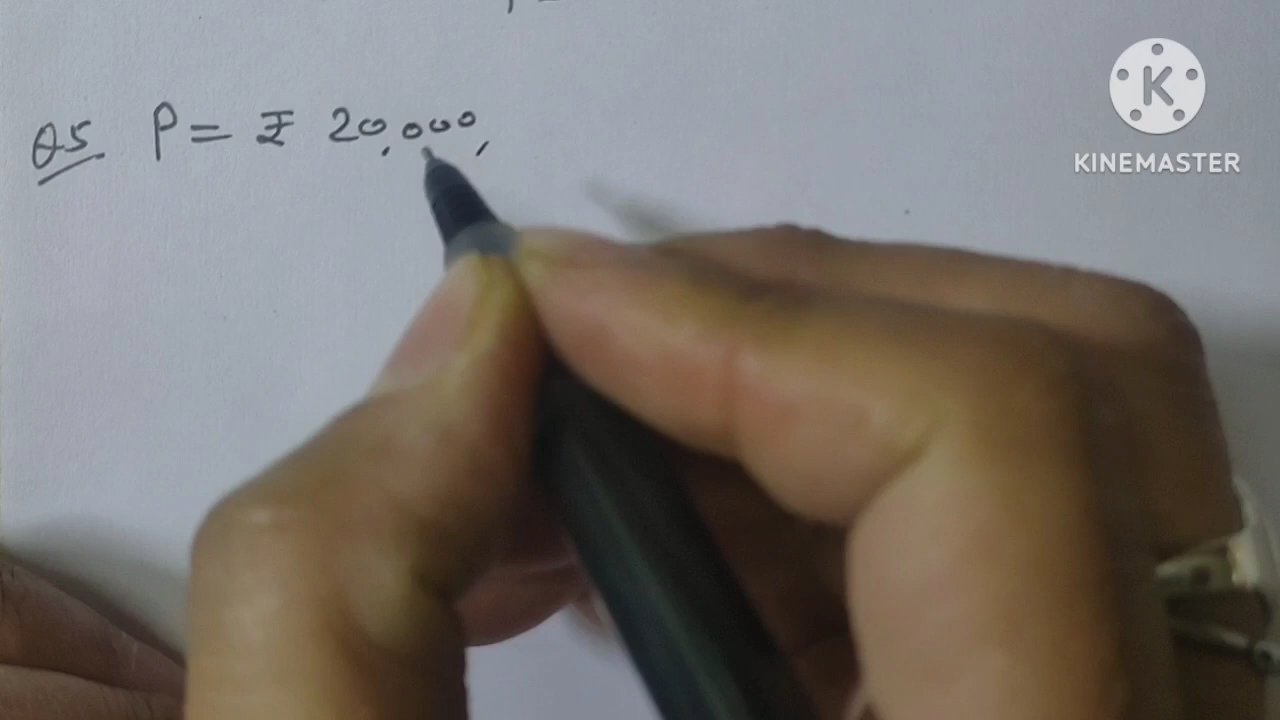 Q5 P = ₹ 20,000,
K
KINEMASTER